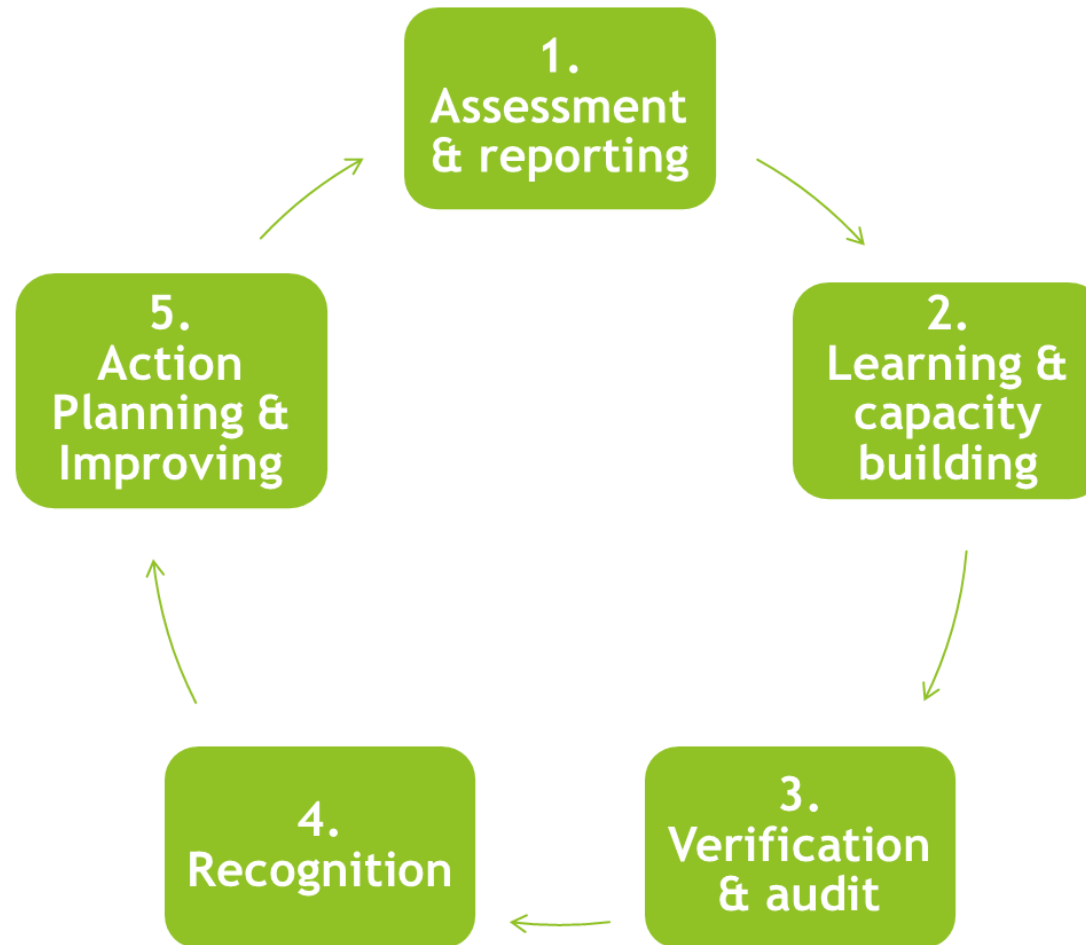 1.
Assessment
& reporting
2.
Learning &
capacity
building
3.
Verification
& audit
4.
Recognition
5.
Action
Planning &
Improving